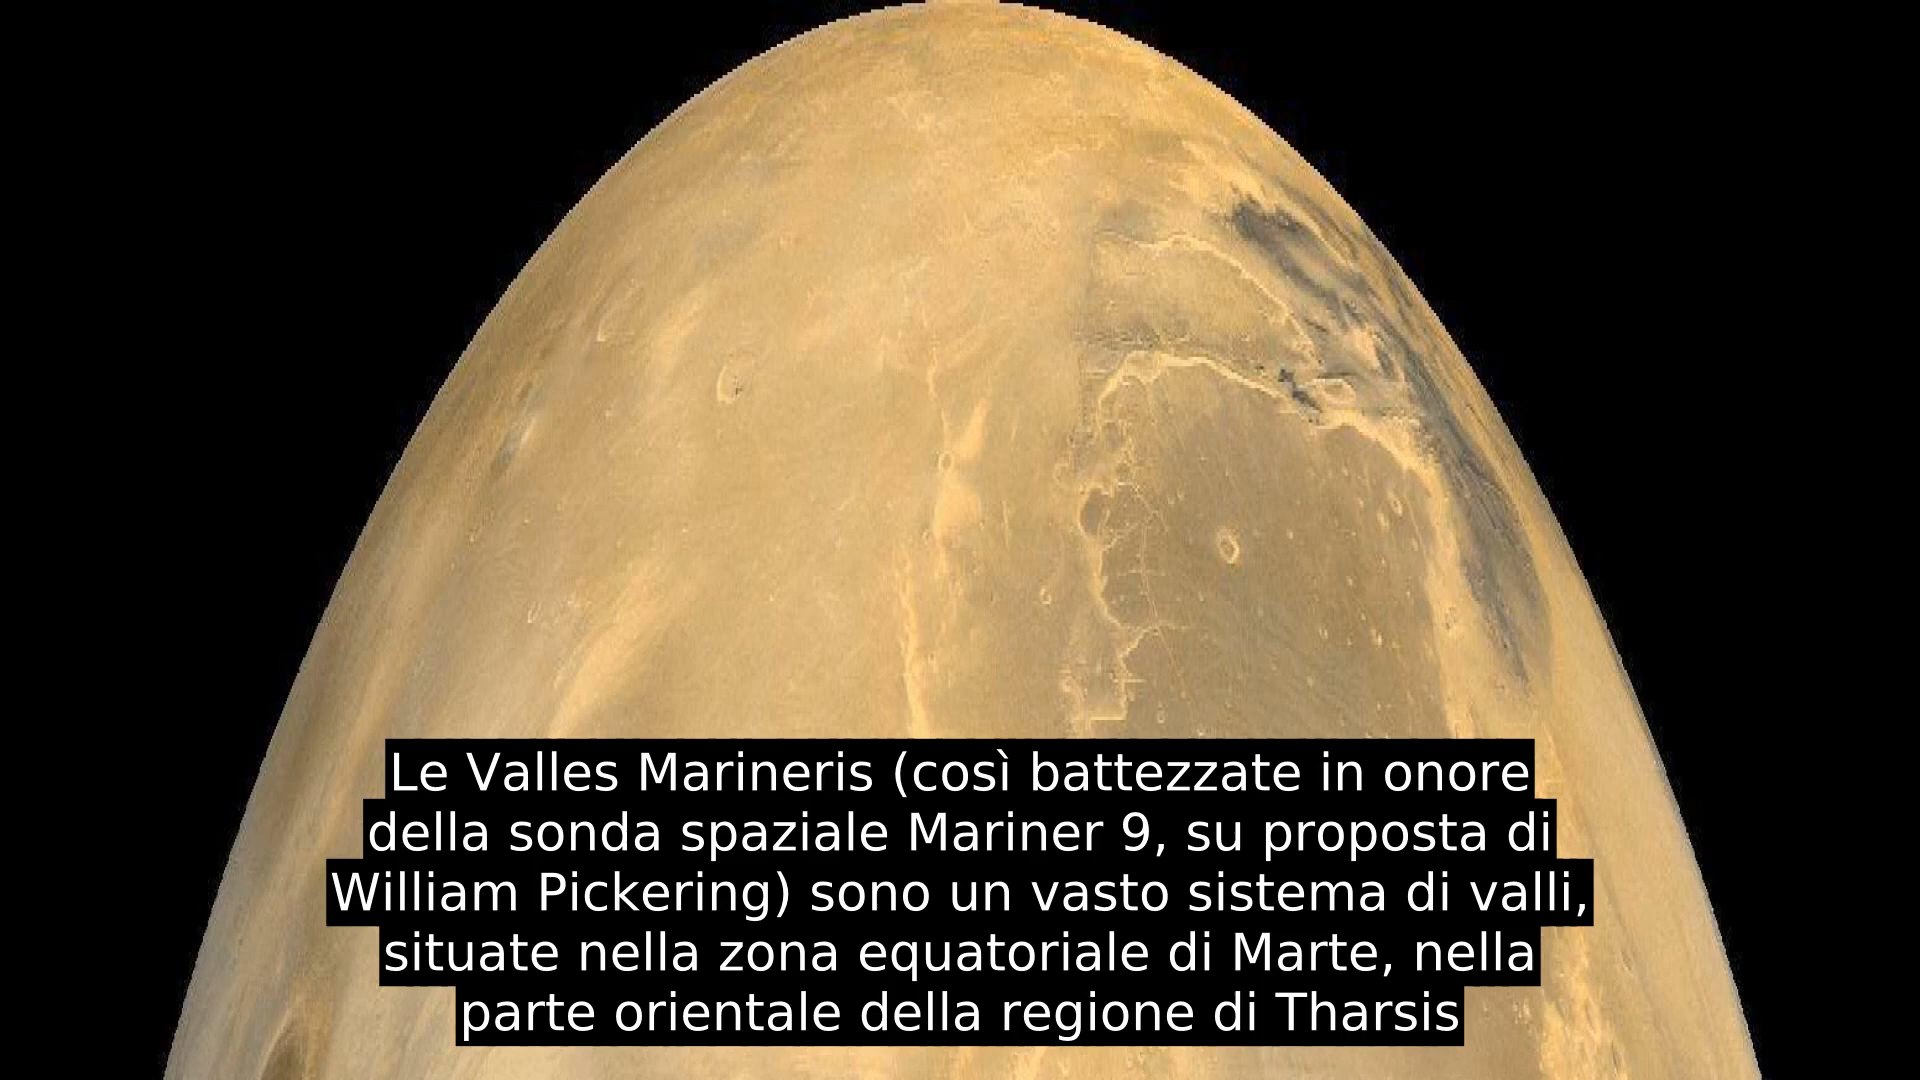 Le Valles Marineris (così battezzate in onore
della sonda spaziale Mariner 9, su proposta di
William Pickering) sono un vasto sistema di valli,
situate nella zona equatoriale di Marte, nella
parte orientale della regione di Tharsis